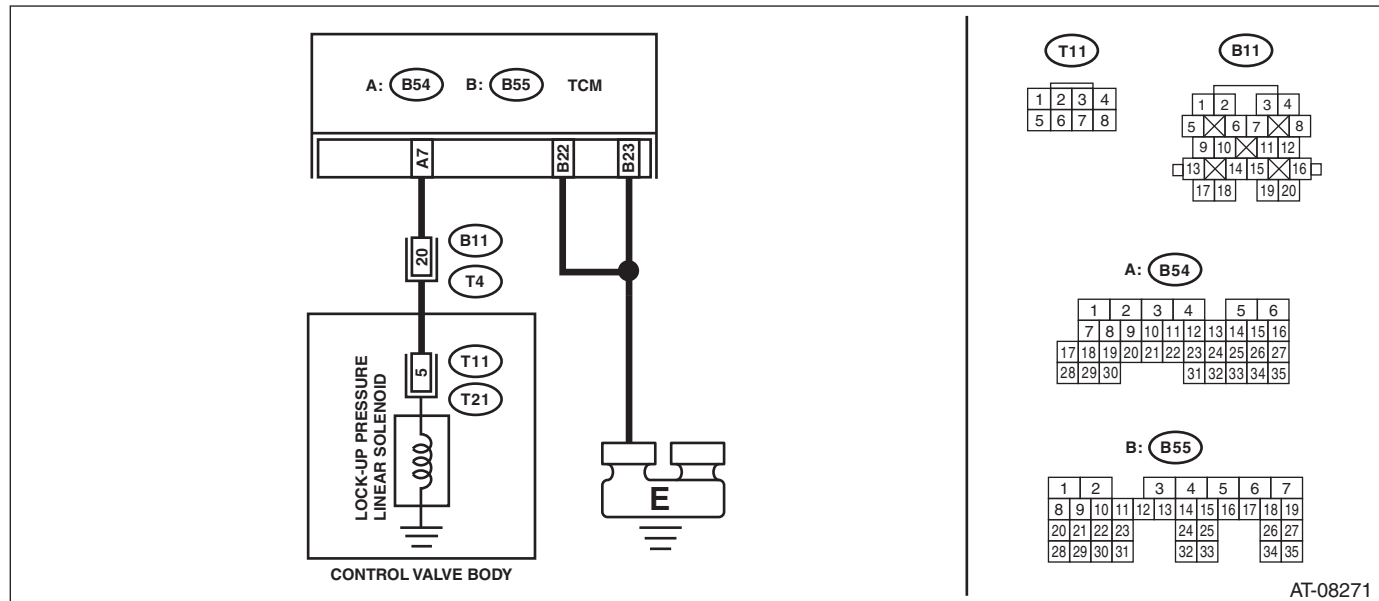 A: B54 B: B55 TCM
A7 B22 B23
20
B11
T4
5
T11
T21
LOCK-UP PRESSURE
LINEAR SOLENOID
E
CONTROL VALVE BODY
T11
1 2 3 4
5 6 7 8
B11
1 2 3 4
5 6 7 8
9 10 11 12
13 14 15 16
17 18 19 20
A: B54
1 2 3 4 5 6
7 8 9 10 11 12 13 14 15 16
17 18 19 20 21 22 23 24 25 26 27
28 29 30 31 32 33 34 35
B: B55
1 2 3 4 5 6 7
8 9 10 11 12 13 14 15 16 17 18 19
20 21 22 23 24 25 26 27
28 29 30 31 32 33 34 35
AT-08271